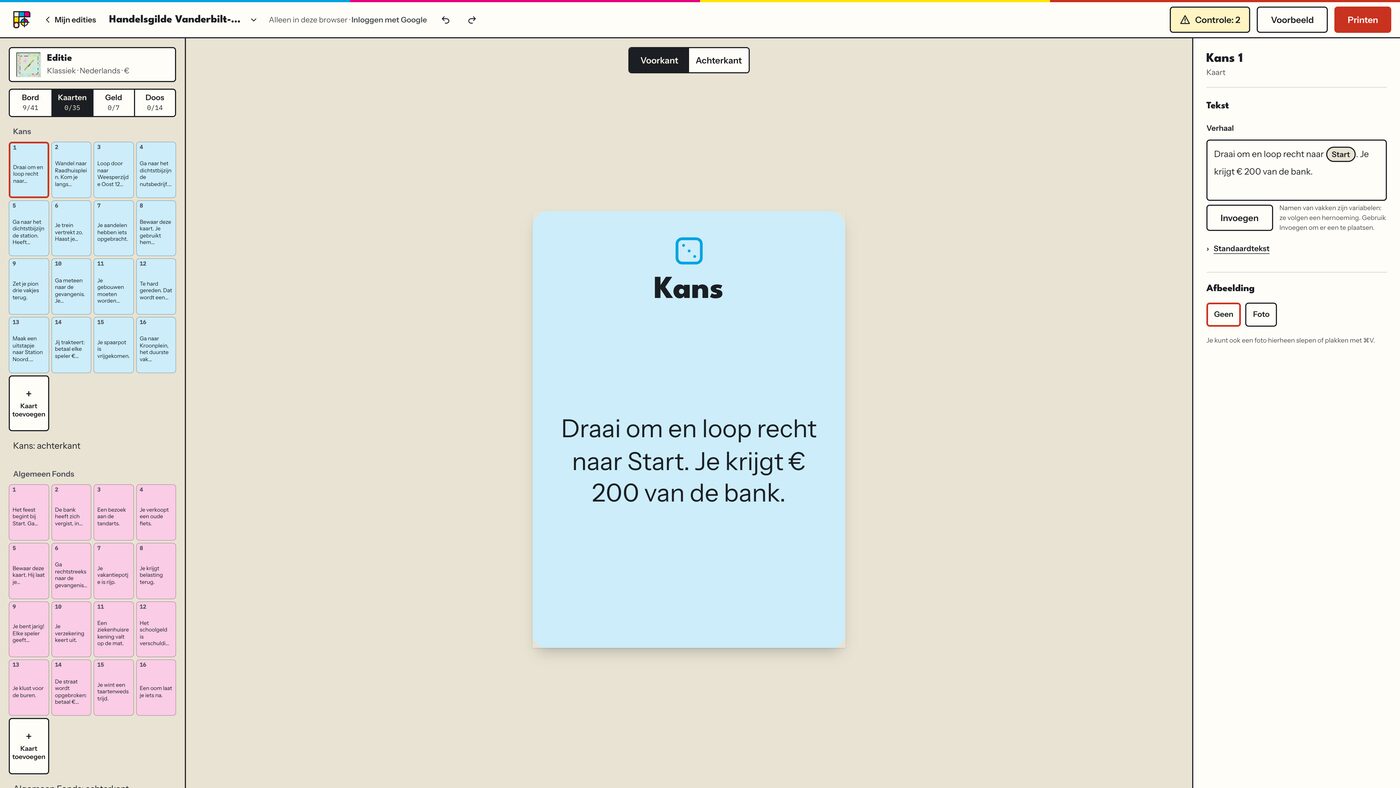 Mijn edities
Handelsgilde Vanderbilt-...
Alleen in deze browser · Inloggen met Google
Controle: 2
Voorbeeld
Printen
Editie
Klassiek · Nederlands · €
Bord
9/41
Kaarten
0/35
Geld
0/7
Doos
0/14
Kans
1
Draai om en
loop recht
naar...
2
Wandel naar
Raadhuisplei
n. Kom je
langs...
3
Loop door
naar
Weesperzijd
e Oost 12...
4
Ga naar het
dichtstbijzijn
de
nutsbedrijf...
5
Ga naar het
dichtstbijzijn
de station.
Heeft...
6
Je trein
vertrekt zo.
Haast je...
7
Je aandelen
hebben iets
opgebracht.
8
Bewaar deze
kaart. Je
gebruikt
hem...
9
Zet je pion
drie vakjes
terug.
10
Ga meteen
naar de
gevangenis.
Je...
11
Je
gebouwen
moeten
worden...
12
Te hard
gereden. Dat
wordt een...
13
Maak een
uitstapje
naar Station
Noord....
14
Jij trakteert:
betaal elke
speler €...
15
Je spaarpot
is
vrijgekomen.
16
Ga naar
Kroonplein,
het duurste
vak...
+
Kaart
toevoegen
Kans: achterkant
Algemeen Fonds
1
Het feest
begint bij
Start. Ga...
2
De bank
heeft zich
vergist, in...
3
Een bezoek
aan de
tandarts.
4
Je verkoopt
een oude
fiets.
5
Bewaar deze
kaart. Hij laat
je...
6
Ga
rechtstreeks
naar de
gevangenis...
7
Je
vakantiepotj
e is rijp.
8
Je krijgt
belasting
terug.
9
Je bent jarig!
Elke speler
geeft...
10
Je
verzekering
keert uit.
11
Een
ziekenhuisre
kening valt
op de mat.
12
Het
schoolgeld
is
verschuldi...
13
Je klust voor
de buren.
14
De straat
wordt
opgebroken:
betaal €...
15
Je wint een
taartenweds
trijd.
16
Een oom laat
je iets na.
+
Kaart
toevoegen
Algemeen Fonds: achterkant
Voorkant
Achterkant
Kans
Draai om en loop recht
naar Start. Je krijgt €
200 van de bank.
Kans 1
Kaart
Tekst
Verhaal
Draai om en loop recht naar Start. Je
krijgt € 200 van de bank.
Invoegen
Namen van vakken zijn variabelen:
ze volgen een hernoeming. Gebruik
Invoegen om er een te plaatsen.
› Standaardtekst
Afbeelding
Geen
Foto
Je kunt ook een foto hierheen slepen of plakken met ⌘V.